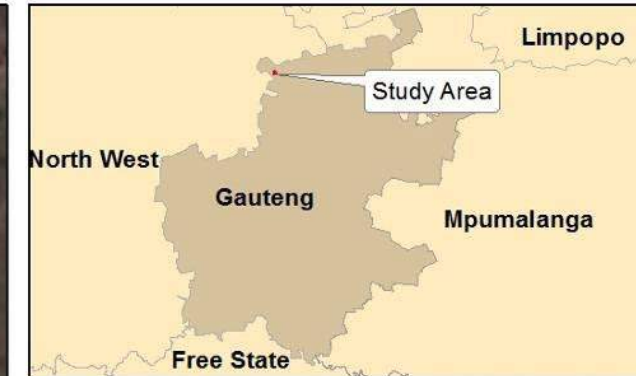 Limpopo
Study Area
North West
Gauteng
Mpumalanga
Free State